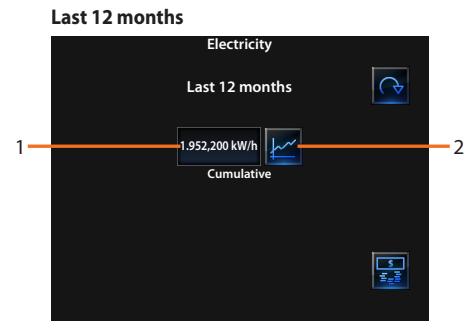 Last 12 months
Electricity
Last 12 months
1
1.952,200 kW/h
2
Cumulative
$